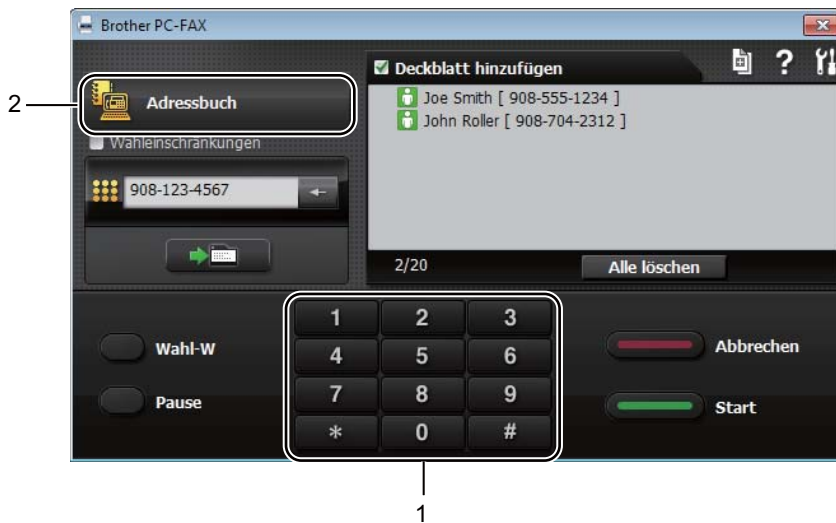 Brother PC-FAX
2
Adressbuch
Wahleinschränkungen
908-123-4567
Deckblatt hinzufügen
?
Joe Smith [ 908-555-1234 ]
John Roller [ 908-704-2312 ]
2/20
Alle löschen
Wahl-W
Pause
1 2 3
4 5 6
7 8 9
* 0 #
Abbrechen
Start
1